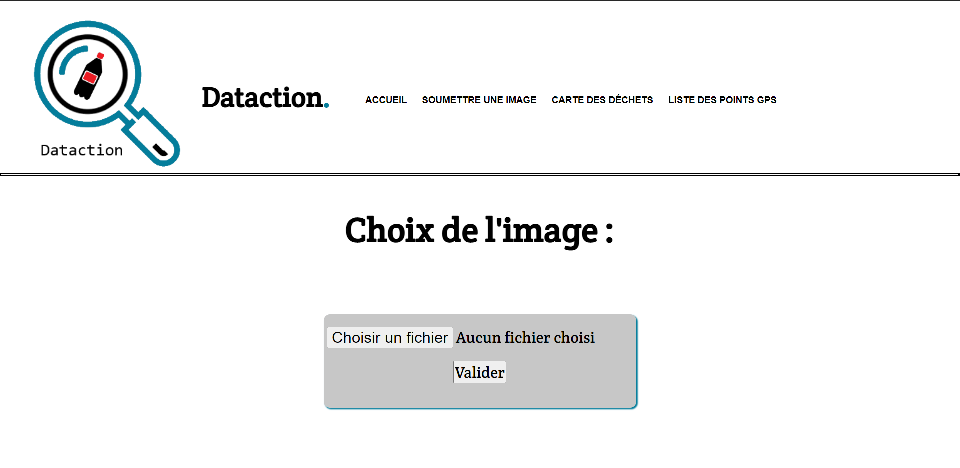 Dataction
Dataction.
ACCUEIL SOUMETTRE UNE IMAGE CARTE DES DÉCHETS LISTE DES POINTS GPS
Choix de l'image :
Choisir un fichier Aucun fichier choisi
Valider